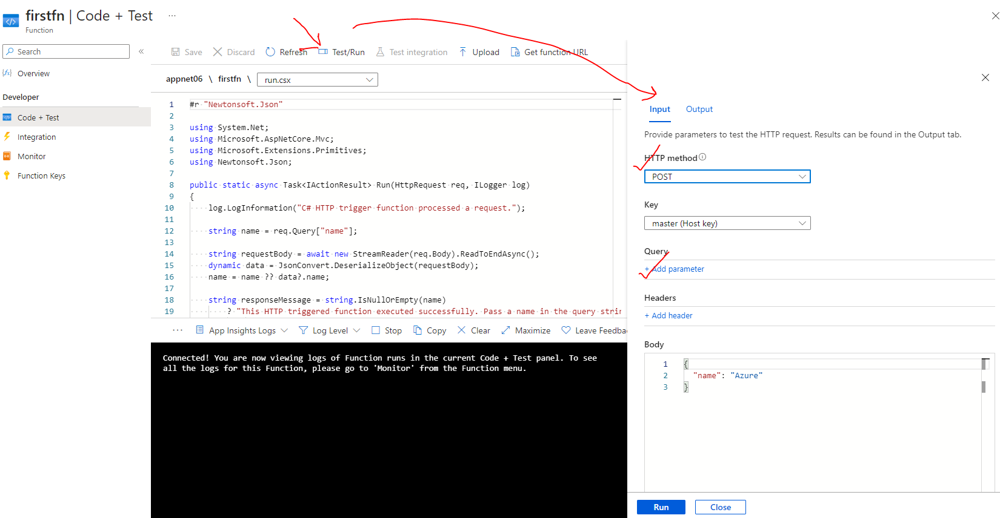 firstfn | Code + Test ...
Function
Search «
Overview
Developer
Code + Test
Integration
Monitor
Function Keys
Save Discard Refresh Test/Run Test integration Upload Get function URL
appnet06 \ firstfn \ run.csx
1 #r "Newtonsoft.Json"
2
3 using System.Net;
4 using Microsoft.AspNetCore.Mvc;
5 using Microsoft.Extensions.Primitives;
6 using Newtonsoft.Json;
7
8 public static async Task<IActionResult> Run(HttpRequest req, ILogger log)
9 {
10 log.LogInformation("C# HTTP trigger function processed a request.");
11
12 string name = req.Query["name"];
13
14 string requestBody = await new StreamReader(req.Body).ReadToEndAsync();
15 dynamic data = JsonConvert.DeserializeObject(requestBody);
16 name = name ?? data?.name;
17
18 string responseMessage = string.IsNullOrEmpty(name)
19 ? "This HTTP triggered function executed successfully. Pass a name in the query strin
... App Insights Logs Log Level Stop Copy Clear Maximize Leave Feedba
Connected! You are now viewing logs of Function runs in the current Code + Test panel. To see
all the logs for this Function, please go to 'Monitor' from the Function menu.
Input Output
Provide parameters to test the HTTP request. Results can be found in the Output tab.
HTTP method
POST
Key
master (Host key)
Query
+ Add parameter
Headers
+ Add header
Body
1 {
2 "name": "Azure"
3 }
Run Close